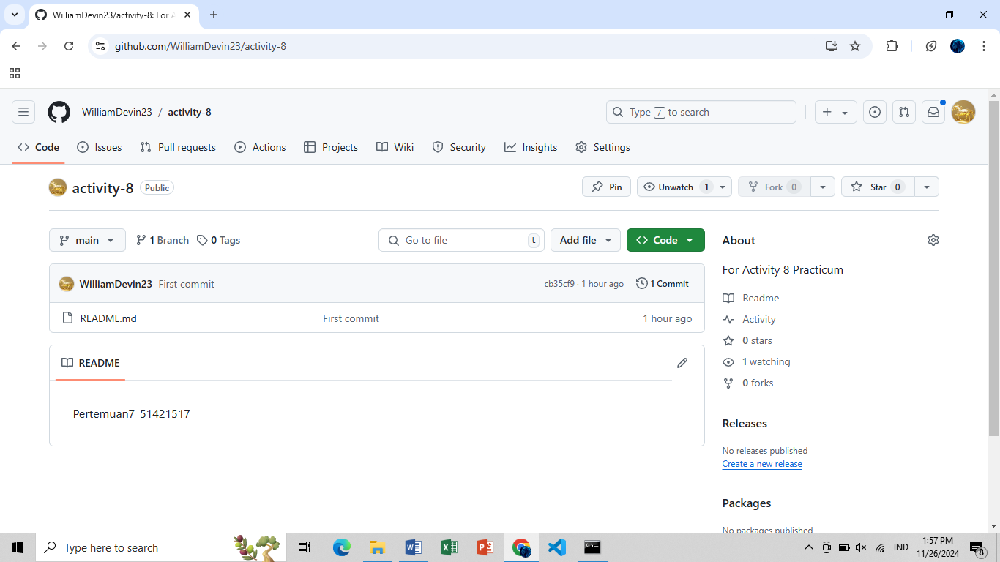 WilliamDevin23/activity-8: For A
github.com/WilliamDevin23/activity-8
WilliamDevin23 / activity-8
Type / to search
Code Issues Pull requests Actions Projects Wiki Security Insights Settings
activity-8 Public
Pin Unwatch 1 Fork 0 Star 0
main 1 Branch 0 Tags Go to file t Add file Code
WilliamDevin23 First commit cb35cf9 · 1 hour ago 1 Commit
README.md First commit 1 hour ago
README
Pertemuan7_51421517
About
For Activity 8 Practicum
Readme
Activity
0 stars
1 watching
0 forks
Releases
No releases published
Create a new release
Packages
No packages published
Type here to search
IND
1:57 PM
11/26/2024
8